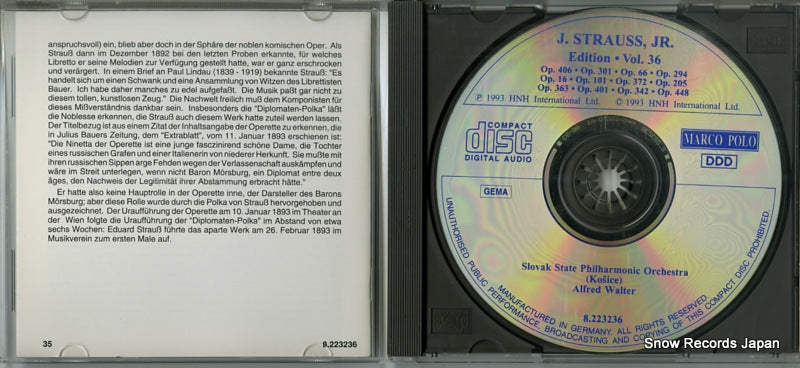 anspruchsvoll) ein, blieb aber doch in der Sphäre der noblen komischen Oper. Als
Strauß dann im Dezember 1892 bei den letzten Proben erkannte, für welches
Libretto er seine Melodien zur Verfügung gestellt hatte, war er ganz erschrocken
und verärgert. In einem Brief an Paul Lindau (1839 - 1919) bekannte Strauß: "Es
handelt sich um einen Schwank und eine Ansammlung von Witzen des Librettisten
Bauer. Ich habe daher manches zu edel aufgefaßt. Die Musik paßt gar nicht zu
diesem tollen, kunstlosen Zeug." Die Nachwelt freilich muß dem Komponisten für
dieses Mißverständnis dankbar sein. Insbesonders die "Diplomaten-Polka" läßt
die Noblesse erkennen, die Strauß auch diesem Werk hatte zuteil werden lassen.
Der Titelbezug ist aus einem Zitat der Inhaltsangabe der Operette zu erkennen, die
in Julius Bauers Zeitung, dem "Extrablatt", vom 11. Januar 1893 erschienen ist:
"Die Ninetta der Operette ist eine junge faszinirend schöne Dame, die Tochter
eines russischen Grafen und einer Italienerin von niederer Herkunft. Sie mußte mit
ihren russischen Sippen arge Fehden wegen der Verlassenschaft auskämpfen und
wäre im Streit unterlegen, wenn nicht Baron Mörsburg, ein Diplomat entre deux
âges, den Nachweis der Legitimität ihrer Abstammung erbracht hätte."
Er hatte also keine Hauptrolle in der Operette inne, der Darsteller des Barons
Mörsburg; aber diese Rolle wurde durch die Polka von Strauß hervorgehoben und
ausgezeichnet. Der Uraufführung der Operette am 10. Januar 1893 im Theater an
der Wien folgte die Uraufführung der "Diplomaten-Polka" im Abstand von etwa
sechs Wochen: Eduard Strauß führte das aparte Werk am 26. Februar 1893 im
Musikverein zum ersten Male auf.
35
8.223236
J. STRAUSS, JR.
Edition • Vol. 36
Op. 406 • Op. 301 • Op. 66 • Op. 294
Op. 16 • Op. 101 • Op. 372 • Op. 205
Op. 363 • Op. 401 • Op. 342 • Op. 448
Ⓟ 1993 HNH International Ltd. © 1993 HNH International Ltd.
COMPACT
disc
DIGITAL AUDIO
MARCO POLO
DDD
GEMA
Slovak State Philharmonic Orchestra
(Košice)
Alfred Walter
8.223236
MANUFACTURED IN GERMANY. ALL RIGHTS RESERVED.
UNAUTHORISED PUBLIC PERFORMANCE, BROADCASTING AND COPYING OF THIS COMPACT DISC PROHIBITED.
Snow Records Japan